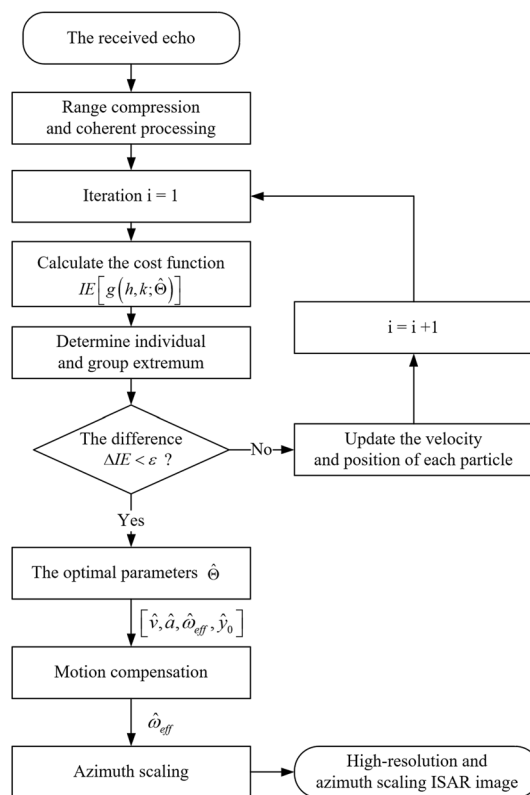 The received echo
Range compression
and coherent processing
Iteration i = 1
Calculate the cost function
IE[g(h,k;Θ̂)]
Determine individual
and group extremum
The difference
ΔIE < ε ?
No
Update the velocity
and position of each particle
i = i +1
Yes
The optimal parameters Θ̂
[v̂,â,ω̂_eff,ŷ_0]
Motion compensation
ω̂_eff
Azimuth scaling
High-resolution and
azimuth scaling ISAR image